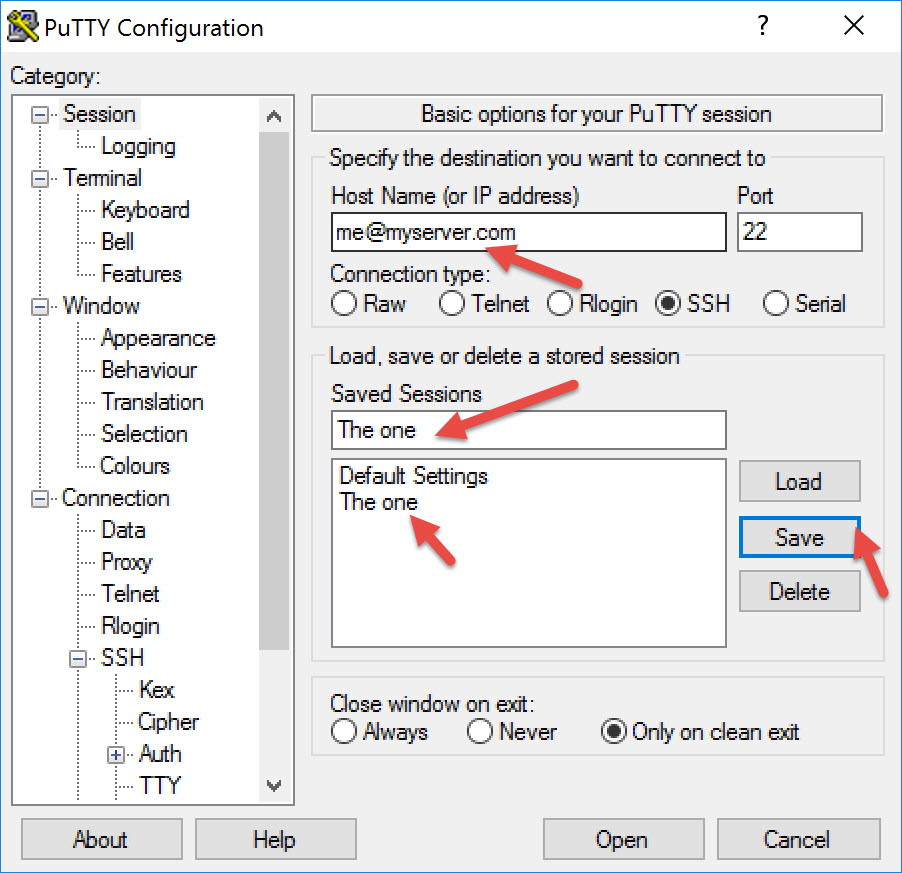 PuTTY Configuration
?
Category:
Session
Logging
Terminal
Keyboard
Bell
Features
Window
Appearance
Behaviour
Translation
Selection
Colours
Connection
Data
Proxy
Telnet
Rlogin
SSH
Kex
Cipher
Auth
TTY
Basic options for your PuTTY session
Specify the destination you want to connect to
Host Name (or IP address) Port
me@myserver.com 22
Connection type:
Raw Telnet Rlogin SSH Serial
Load, save or delete a stored session
Saved Sessions
The one
Default Settings
The one
Load
Save
Delete
Close window on exit:
Always Never Only on clean exit
About Help Open Cancel